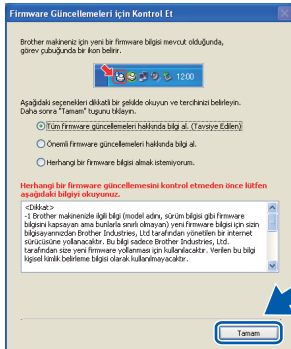 Firmware Güncellemeleri için Kontrol Et
Brother makineniz için yeni bir firmware bilgisi mevcut olduğunda,
görev çubuğunda bir ikon belirir.
12:00
Aşağıdaki seçenekleri dikkatli bir şekilde okuyun ve tercihinizi belirleyin.
Daha sonra "Tamam" tuşunu tıklayın.
Tüm firmware güncellemeleri hakkında bilgi al. (Tavsiye Edilen)
Önemli firmware güncellemeleri hakkında bilgi al.
Herhangi bir firmware bilgisi almak istemiyorum.
Herhangi bir firmware güncellemesini kontrol etmeden önce lütfen
aşağıdaki bilgiyi okuyunuz.
<Dikkat>
-1 Brother makinenizle ilgili bilgi (model adını, sürüm bilgisi gibi firmware
bilgisini kapsayan ama bunlarla sınırlı olmayan) yeni firmware bilgisi için sizin
bilgisayarınızdan Brother Industries, Ltd tarafından yönetilen bir internet
sürücüsüne yollanacaktır. Bu bilgi sadece Brother Industries, Ltd.
tarafından size yeni firmware yollanması için kullanılacaktır. Verilen bu bilgi
kişisel kimlik belirleme bilgisi olarak kullanılmayacaktır.
Tamam